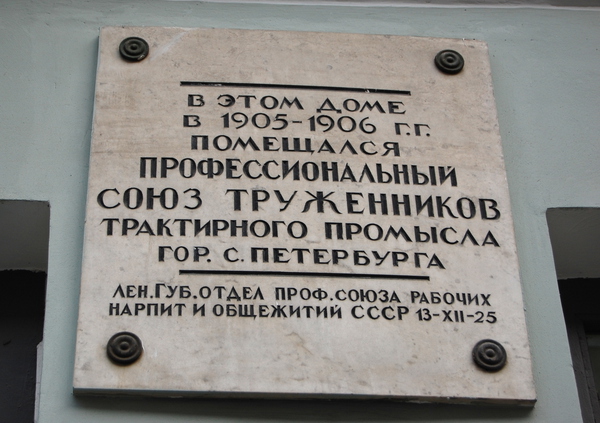 В ЭТОМ ДОМЕ
В 1905-1906 Г.Г.
ПОМЕЩАЛСЯ
ПРОФЕССИОНАЛЬНЫЙ
СОЮЗ ТРУЖЕННИКОВ
ТРАКТИРНОГО ПРОМЫСЛА
ГОР. С. ПЕТЕРБУРГА
ЛЕН.ГУБ.ОТДЕЛ ПРОФ.СОЮЗА РАБОЧИХ
НАРПИТ И ОБЩЕЖИТИЙ СССР 13-XII-25